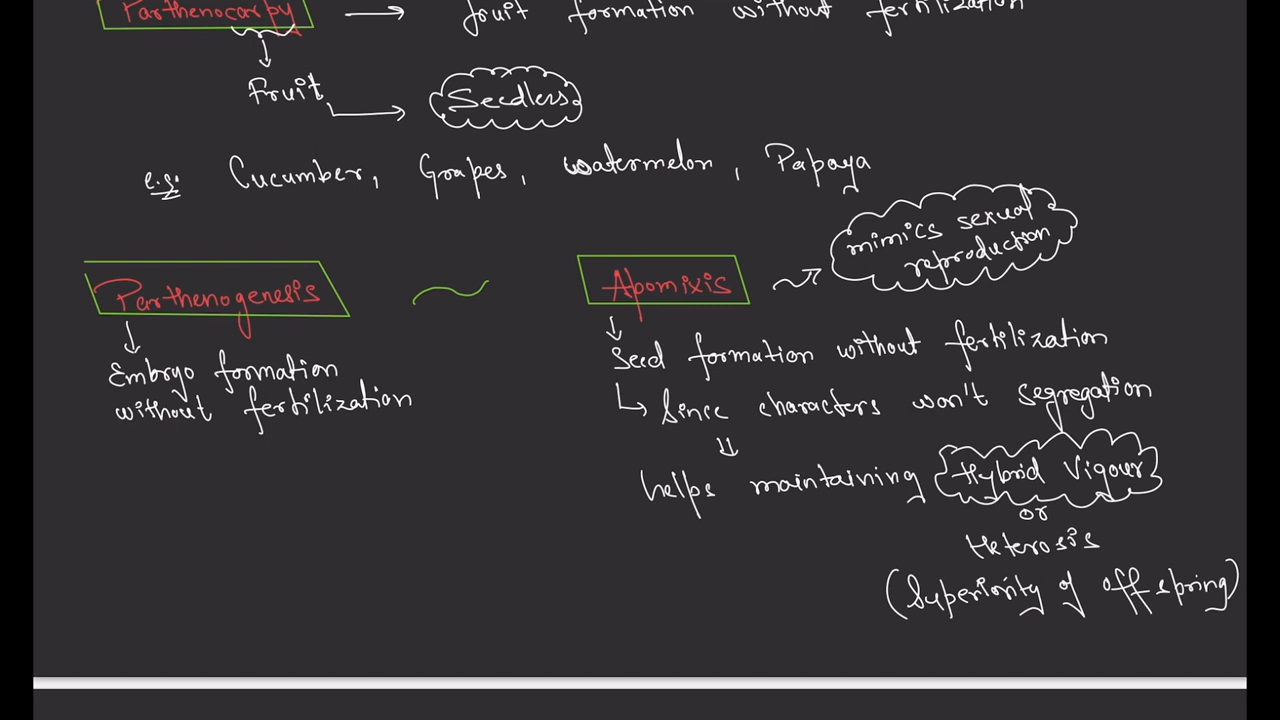 Parthenocarpy → fruit formation without fertilization
↓
Fruit → Seedless
e.g. Cucumber, Grapes, watermelon, Papaya
mimics sexual
reproduction
Parthenogenesis ~ Apomixis
↓
Embryo formation
without fertilization
↓
Seed formation without fertilization
↳ Since characters won't segregation
⇓
helps maintaining Hybrid Vigour
or
Heterosis
(Superiority of offspring)